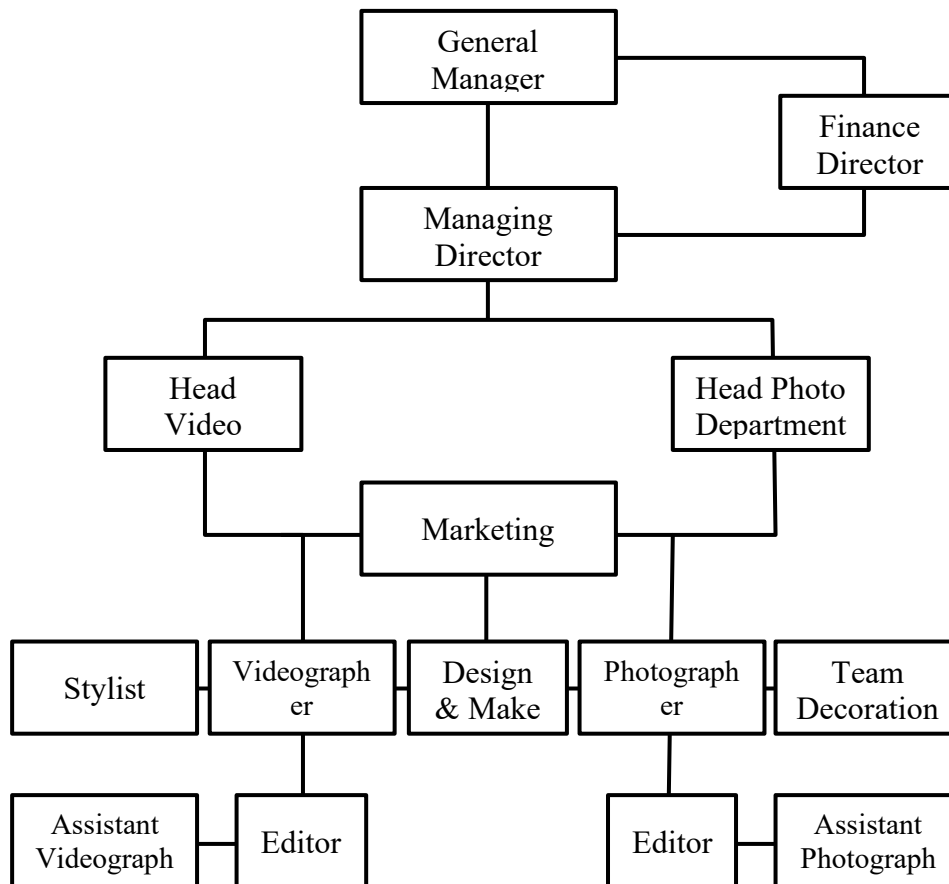 General
Manager
Finance
Director
Managing
Director
Head
Video
Head Photo
Department
Marketing
Stylist
Videograph
er
Design
& Make
Photograph
er
Team
Decoration
Assistant
Videograph
Editor
Editor
Assistant
Photograph